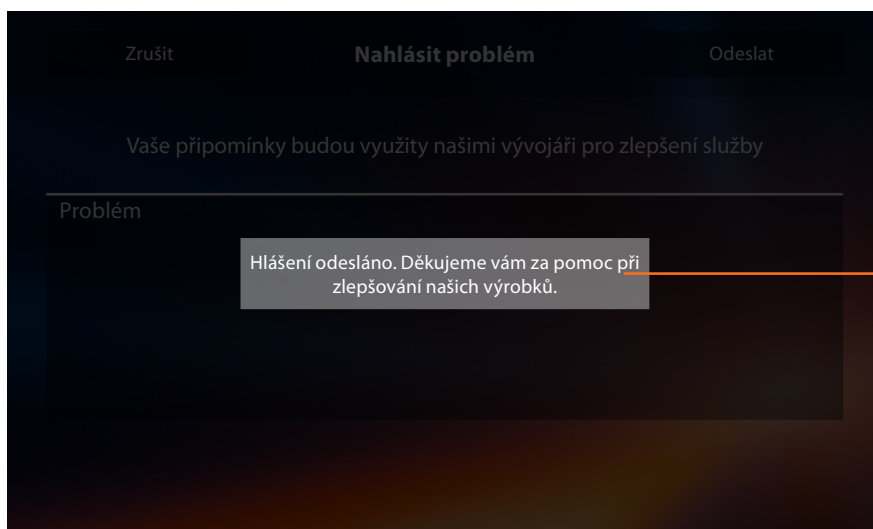 Zrušit
Nahlásit problém
Odeslat
Vaše připomínky budou využity našimi vývojáři pro zlepšení služby
Problém
Hlášení odesláno. Děkujeme vám za pomoc při
zlepšování našich výrobků.